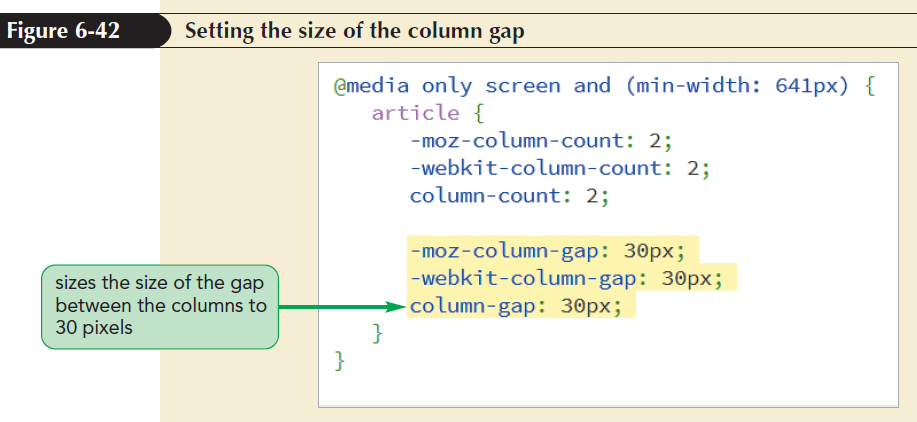 Figure 6-42
Setting the size of the column gap
@media only screen and (min-width: 641px) {
article {
-moz-column-count: 2;
-webkit-column-count: 2;
column-count: 2;
-moz-column-gap: 30px;
-webkit-column-gap: 30px;
column-gap: 30px;
}
}
sizes the size of the gap
between the columns to
30 pixels